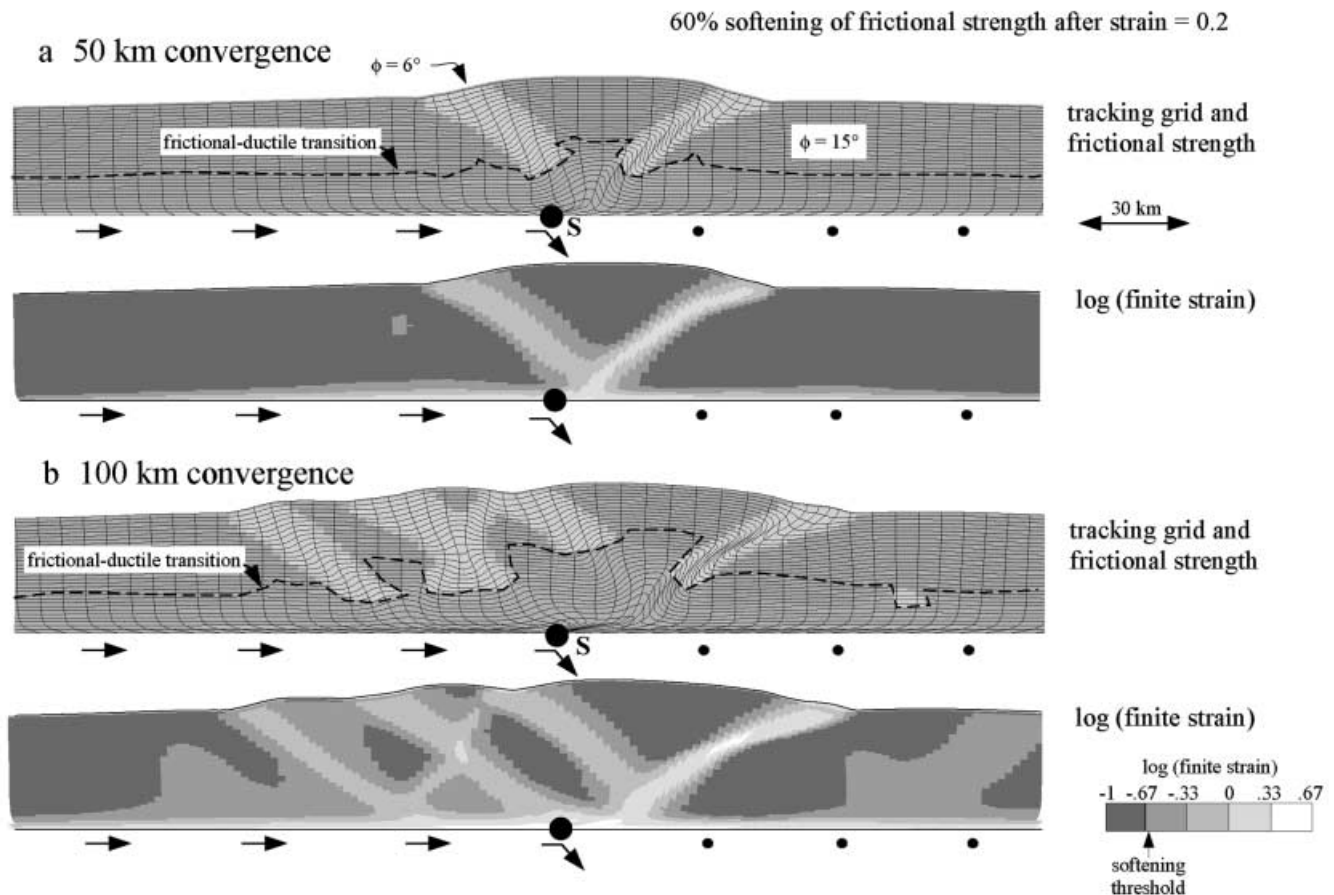 60% softening of frictional strength after strain = 0.2
a 50 km convergence
ϕ = 6°
frictional-ductile transition
ϕ = 15°
tracking grid and
frictional strength
30 km
S
log (finite strain)
b 100 km convergence
frictional-ductile transition
tracking grid and
frictional strength
S
log (finite strain)
log (finite strain)
-1 -.67 -.33 0 .33 .67
softening
threshold